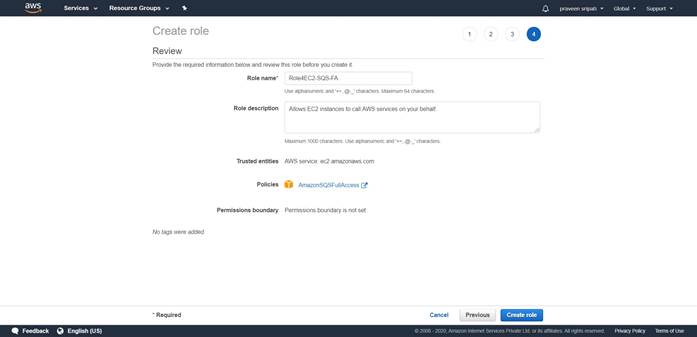 aws
Services Resource Groups praveen sripati Global Support
Create role
1 2 3 4
Review
Provide the required information below and review this role before you create it.
Role name* Role4EC2-SQS-FA
Use alphanumeric and '+=,.@-_' characters. Maximum 64 characters.
Role description Allows EC2 instances to call AWS services on your behalf.
Maximum 1000 characters. Use alphanumeric and '+=,.@-_' characters.
Trusted entities AWS service: ec2.amazonaws.com
Policies AmazonSQSFullAccess
Permissions boundary Permissions boundary is not set
No tags were added.
* Required Cancel Previous Create role
Feedback English (US) © 2008 - 2020, Amazon Internet Services Private Ltd. or its affiliates. All rights reserved. Privacy Policy Terms of Use